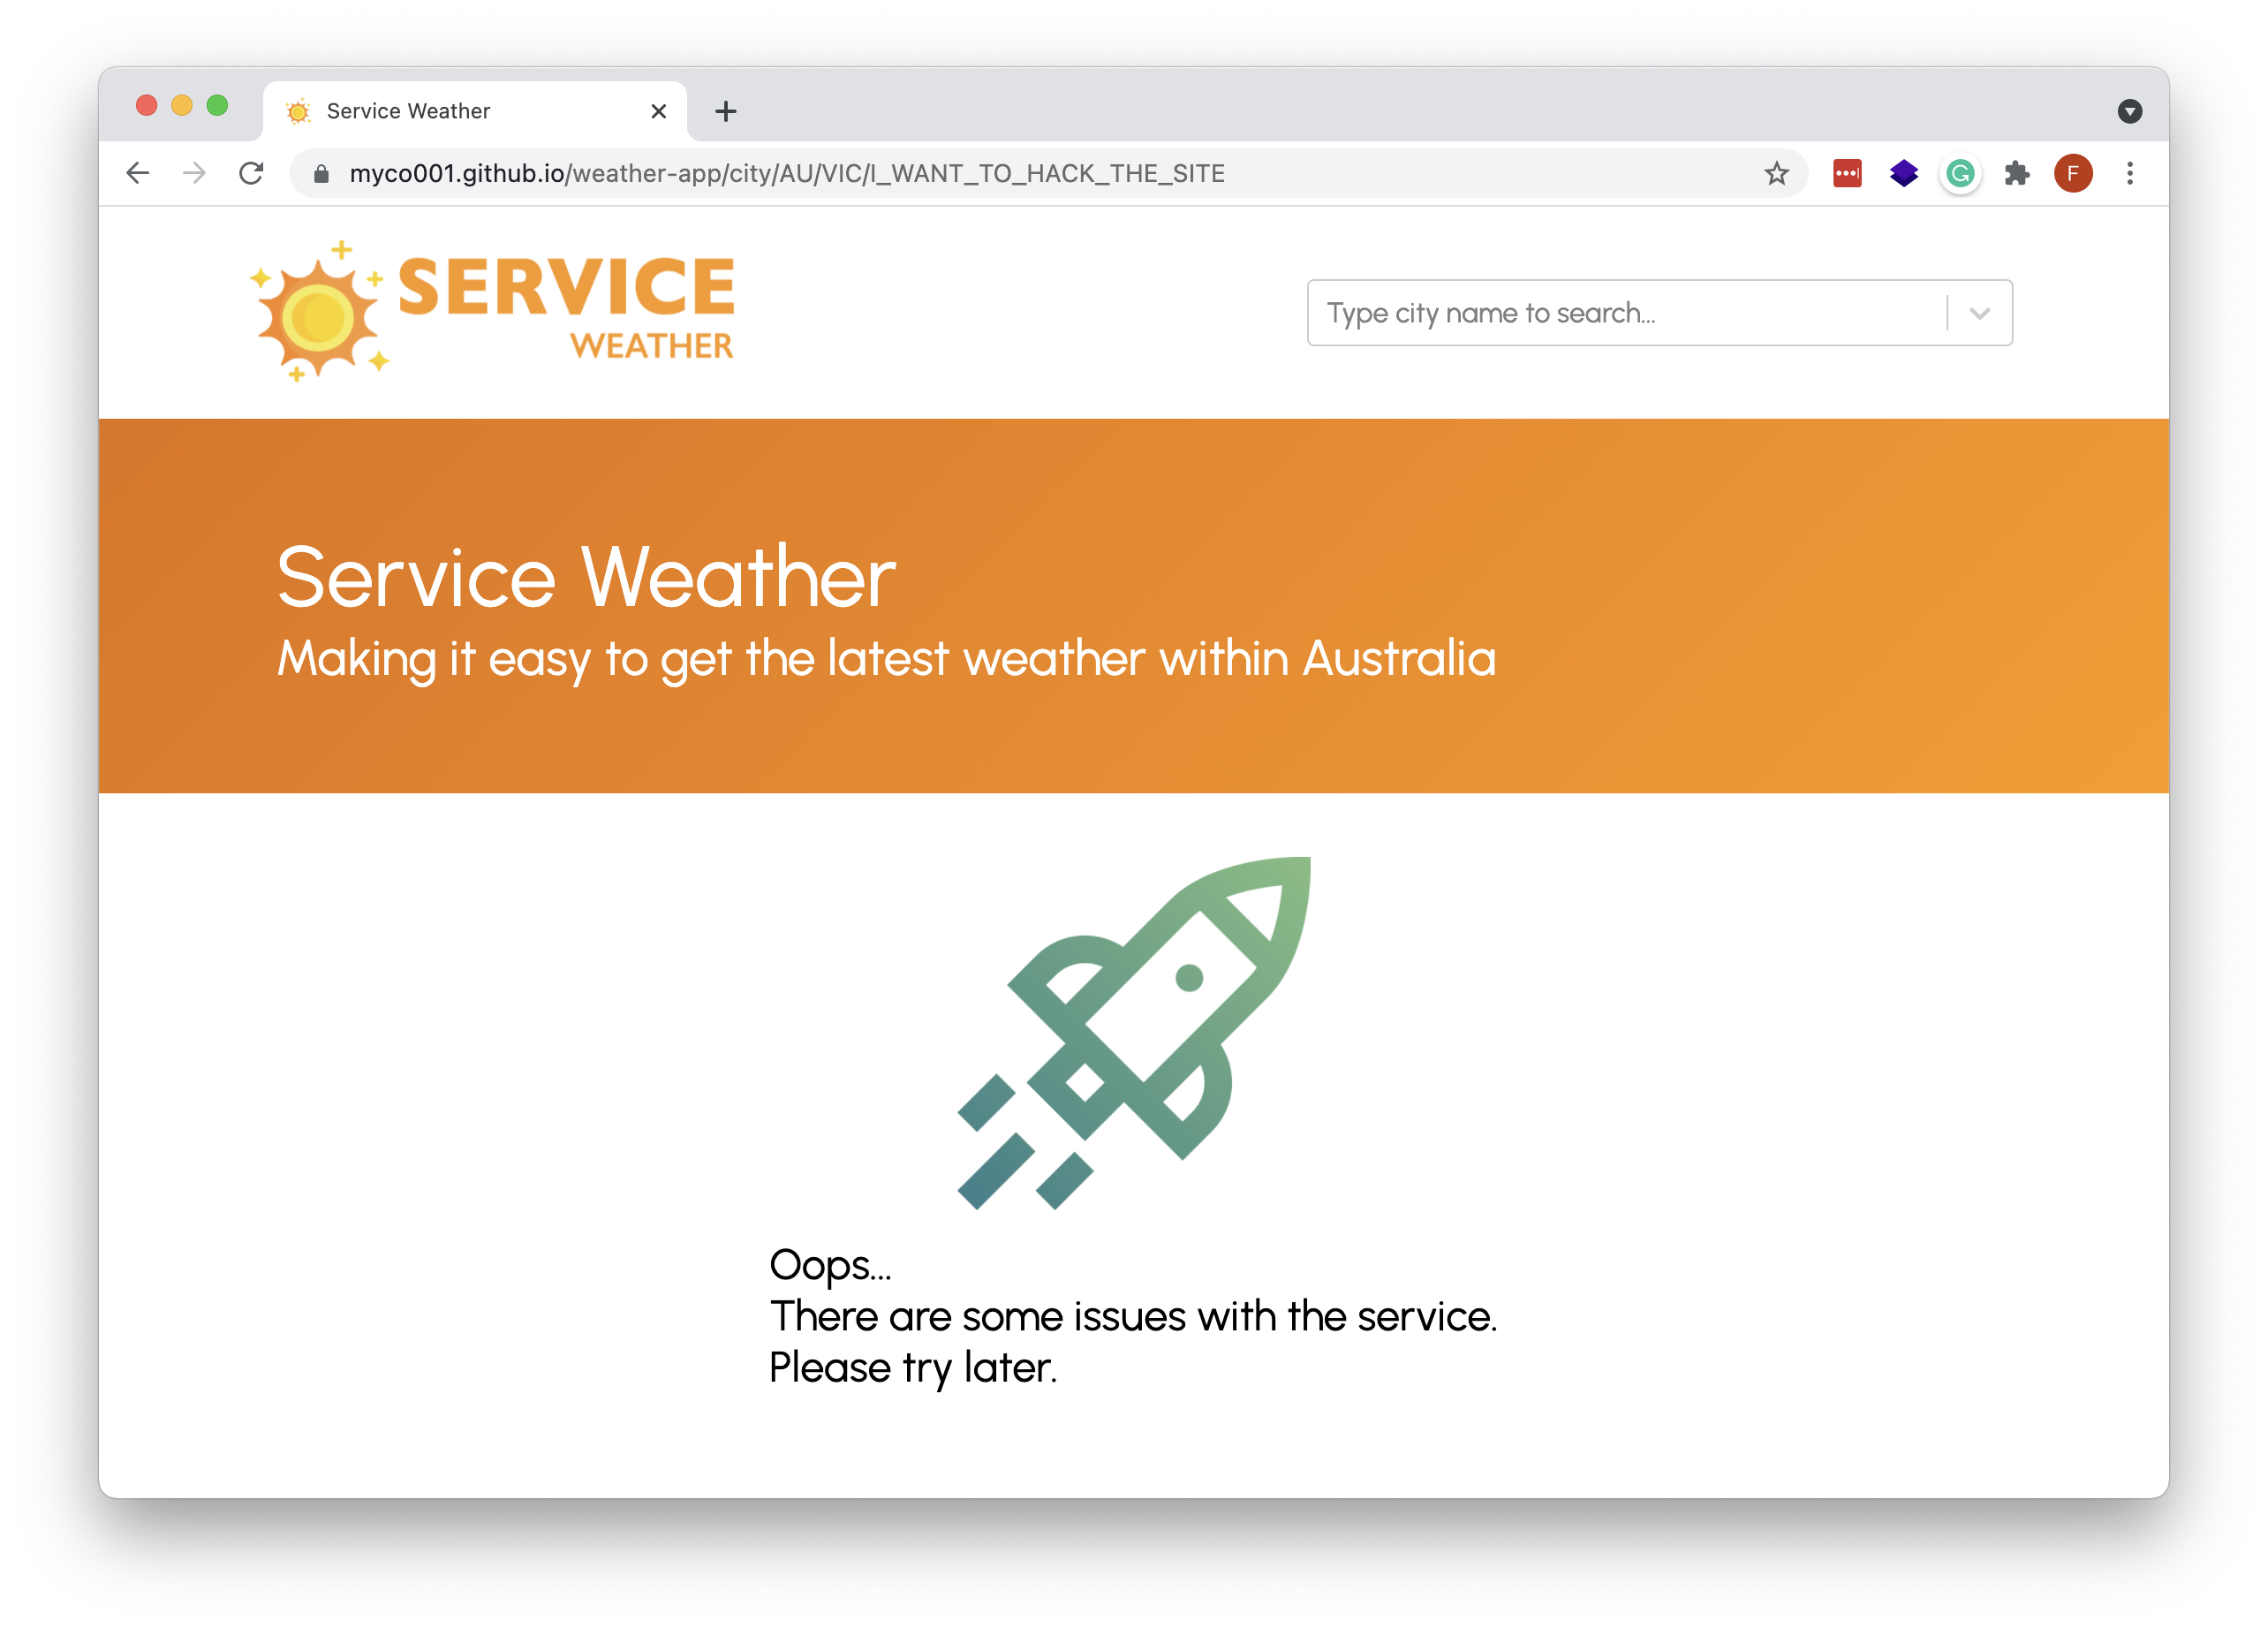 Service Weather
myco001.github.io/weather-app/city/AU/VIC/I_WANT_TO_HACK_THE_SITE
F
SERVICE
WEATHER
Type city name to search...
Service Weather
Making it easy to get the latest weather within Australia
Oops...
There are some issues with the service.
Please try later.